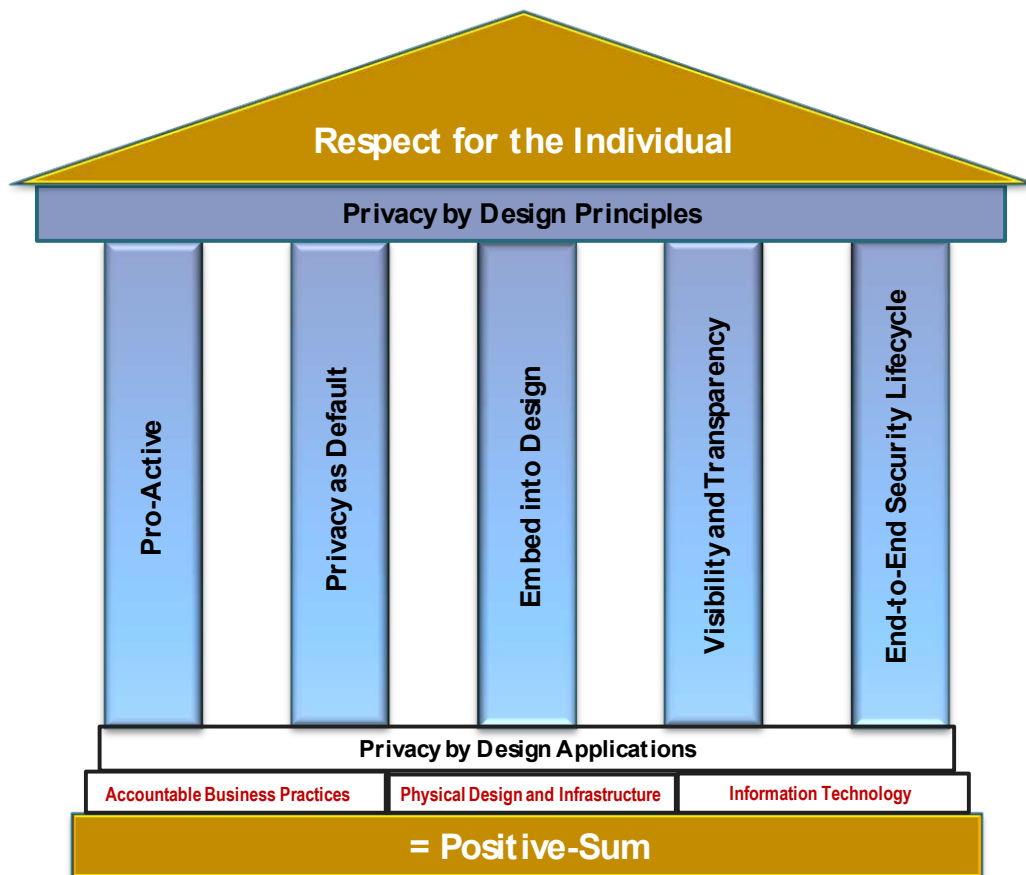 Respect for the Individual
Privacy by Design Principles
Pro-Active
Privacy as Default
Embed into Design
Visibility and Transparency
End-to-End Security Lifecycle
Privacy by Design Applications
Accountable Business Practices
Physical Design and Infrastructure
Information Technology
= Positive-Sum